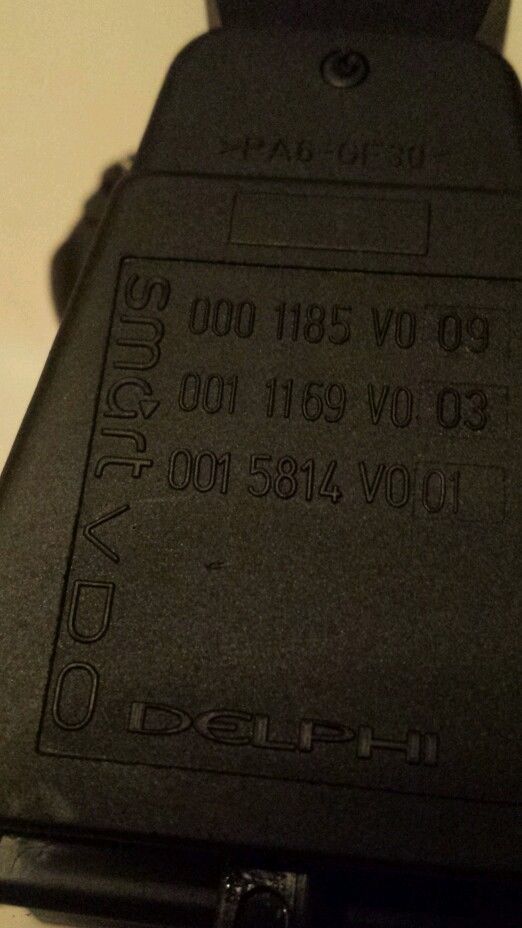 >PA6-GF30<
000 1185 V0 09
001 1169 V0 03
001 5814 V0 01
smart
VDO
DELPHI